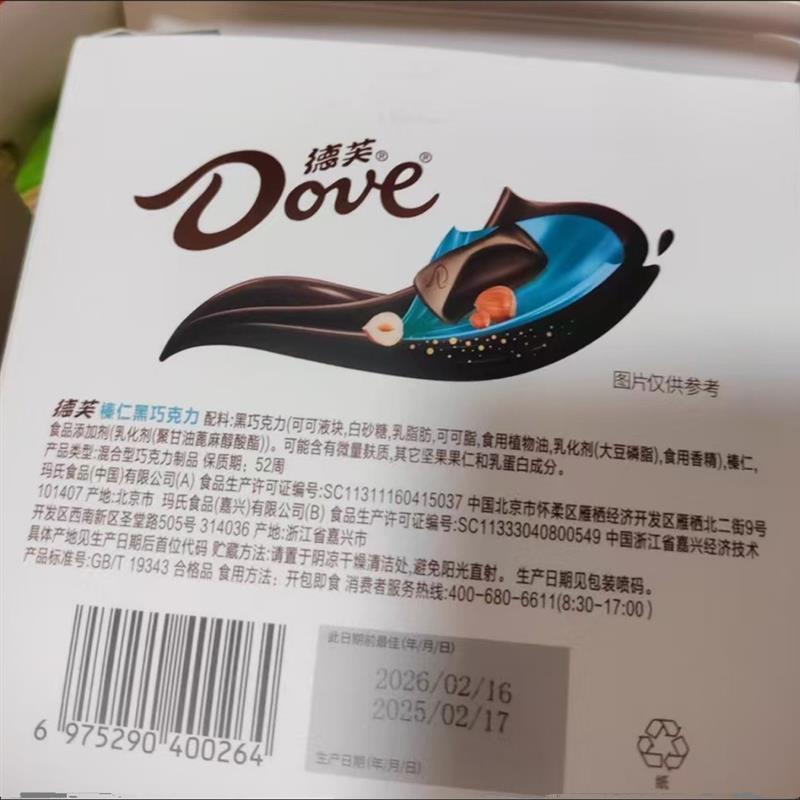 德芙®
Dove®
图片仅供参考
德芙榛仁黑巧克力 配料:黑巧克力(可可液块,白砂糖,乳脂肪,可可脂,食用植物油,乳化剂(大豆磷脂),食用香精),榛仁,
食品添加剂(乳化剂(聚甘油蓖麻醇酸酯))。可能含有微量麸质,其它坚果果仁和乳蛋白成分。
产品类型:混合型巧克力制品 保质期：52周
玛氏食品(中国)有限公司(A) 食品生产许可证编号:SC11311160415037 中国北京市怀柔区雁栖经济开发区雁栖北二街9号
101407 产地:北京市 玛氏食品(嘉兴)有限公司(B) 食品生产许可证编号:SC11333040800549 中国浙江省嘉兴经济技术
开发区西南新区圣堂路505号 314036 产地:浙江省嘉兴市
具体产地见生产日期后首位代码 贮藏方法:请置于阴凉干燥清洁处,避免阳光直射。 生产日期见包装喷码。
产品标准号:GB/T 19343 合格品 食用方法：开包即食 消费者服务热线:400-680-6611(8:30-17:00)
此日期前最佳(年/月/日)
2026/02/16
2025/02/17
生产日期(年/月/日)
6 975290 400264
纸